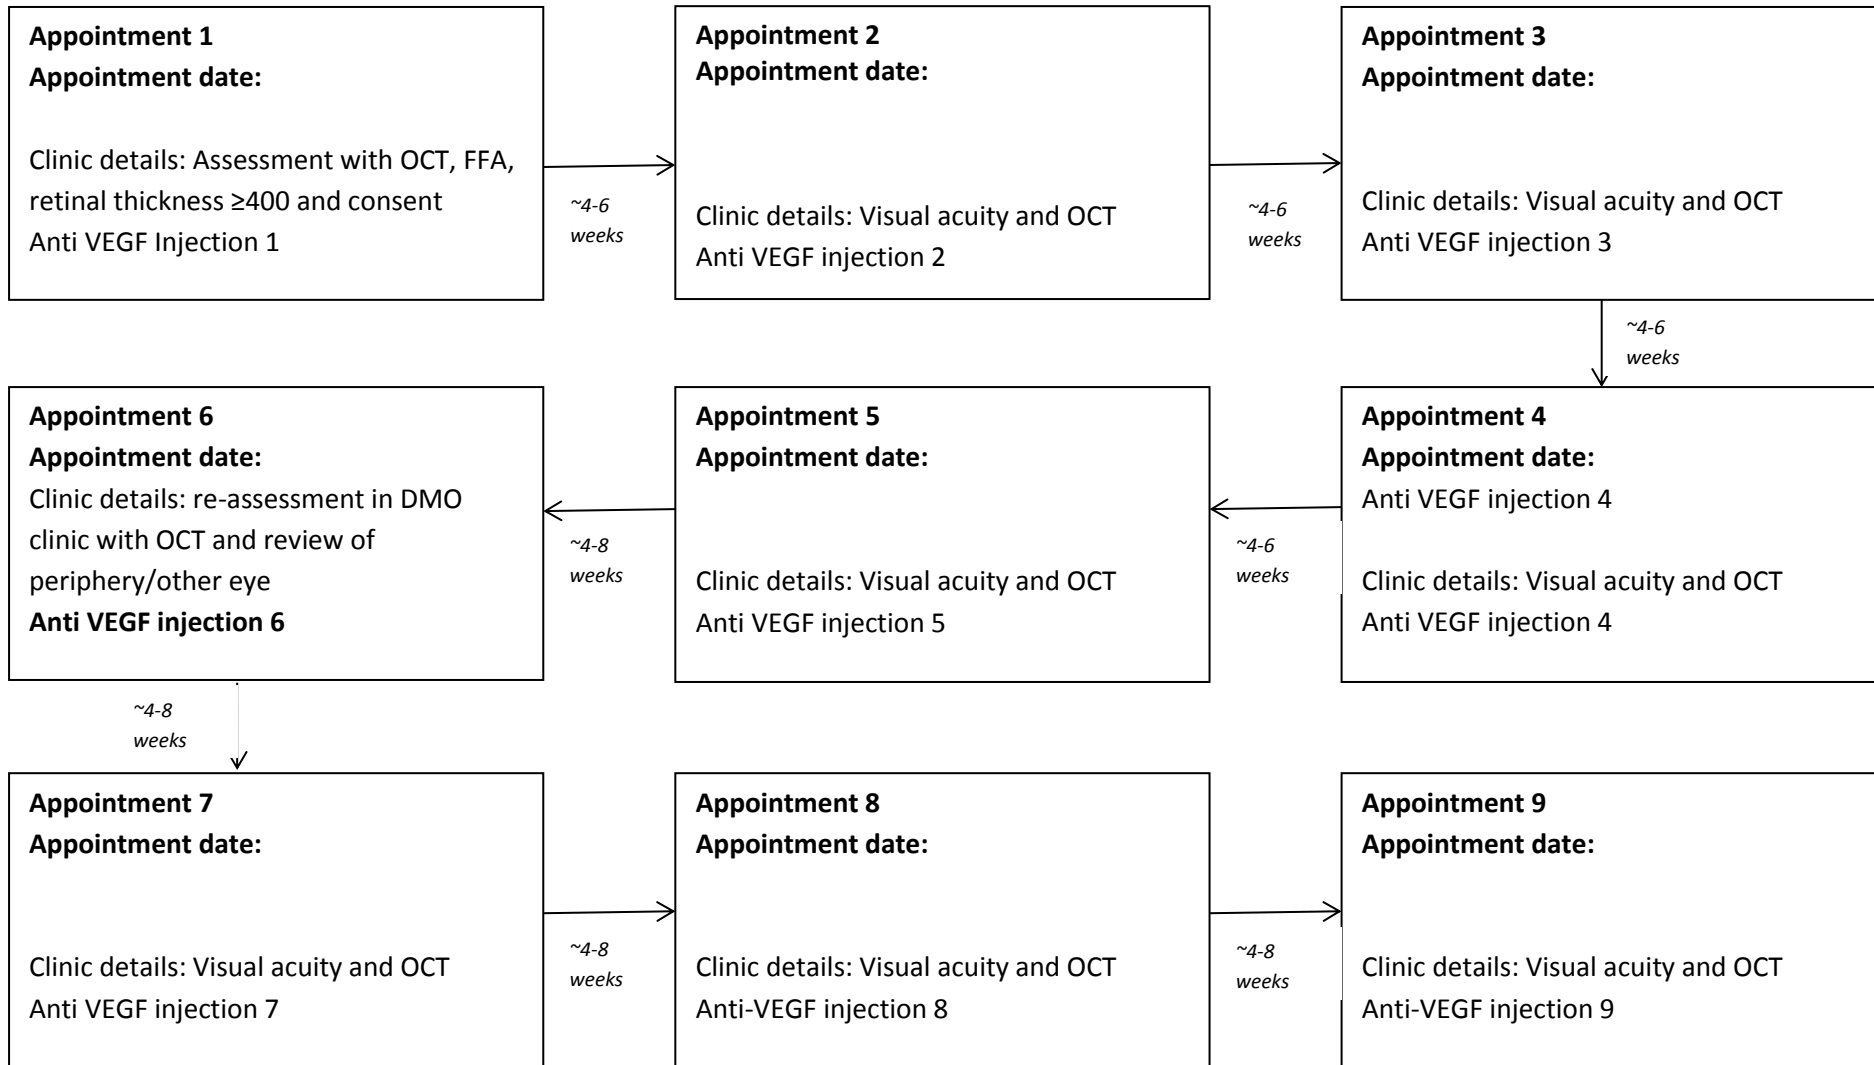 Appointment 1
Appointment date:
Clinic details: Assessment with OCT, FFA,
retinal thickness ≥400 and consent
Anti VEGF Injection 1
~4-6
weeks
Appointment 2
Appointment date:
Clinic details: Visual acuity and OCT
Anti VEGF injection 2
~4-6
weeks
Appointment 3
Appointment date:
Clinic details: Visual acuity and OCT
Anti VEGF injection 3
~4-6
weeks
Appointment 4
Appointment date:
Anti VEGF injection 4
Clinic details: Visual acuity and OCT
Anti VEGF injection 4
~4-6
weeks
Appointment 5
Appointment date:
Clinic details: Visual acuity and OCT
Anti VEGF injection 5
~4-8
weeks
Appointment 6
Appointment date:
Clinic details: re-assessment in DMO
clinic with OCT and review of
periphery/other eye
Anti VEGF injection 6
~4-8
weeks
Appointment 7
Appointment date:
Clinic details: Visual acuity and OCT
Anti VEGF injection 7
~4-8
weeks
Appointment 8
Appointment date:
Clinic details: Visual acuity and OCT
Anti-VEGF injection 8
~4-8
weeks
Appointment 9
Appointment date:
Clinic details: Visual acuity and OCT
Anti-VEGF injection 9